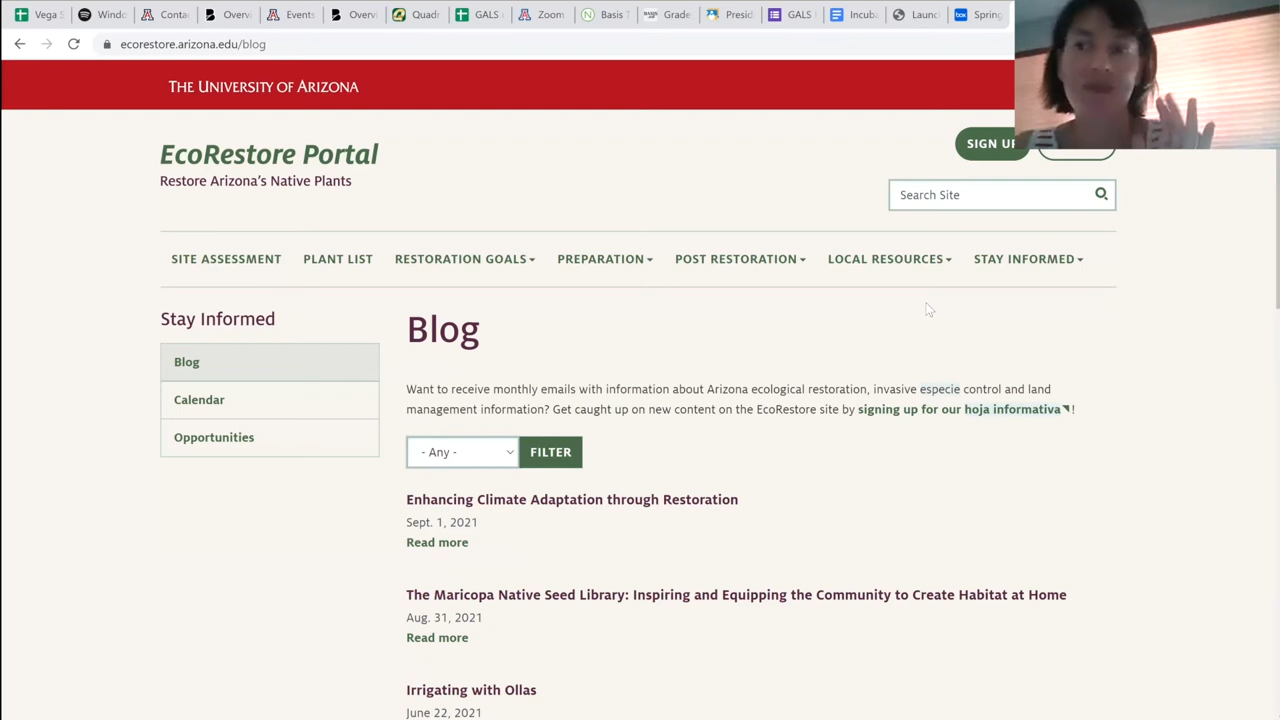 Vega S
Windo
Conta
Overv
Events
Overv
Quadr
GALS
Zoom
Basis T
Grade
Presid
GALS
Incuba
Launc
Spring
ecorestore.arizona.edu/blog
THE UNIVERSITY OF ARIZONA
EcoRestore Portal
Restore Arizona's Native Plants
SIGN UP
Search Site
SITE ASSESSMENT PLANT LIST RESTORATION GOALS PREPARATION POST RESTORATION LOCAL RESOURCES STAY INFORMED
Stay Informed
Blog
Calendar
Opportunities
Blog
Want to receive monthly emails with information about Arizona ecological restoration, invasive especie control and land
management information? Get caught up on new content on the EcoRestore site by signing up for our hoja informativa !
- Any -
FILTER
Enhancing Climate Adaptation through Restoration
Sept. 1, 2021
Read more
The Maricopa Native Seed Library: Inspiring and Equipping the Community to Create Habitat at Home
Aug. 31, 2021
Read more
Irrigating with Ollas
June 22, 2021